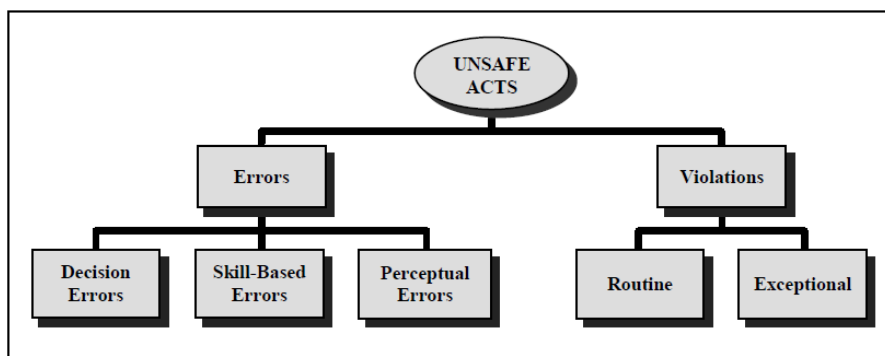 UNSAFE
ACTS
Errors
Violations
Decision
Errors
Skill-Based
Errors
Perceptual
Errors
Routine
Exceptional